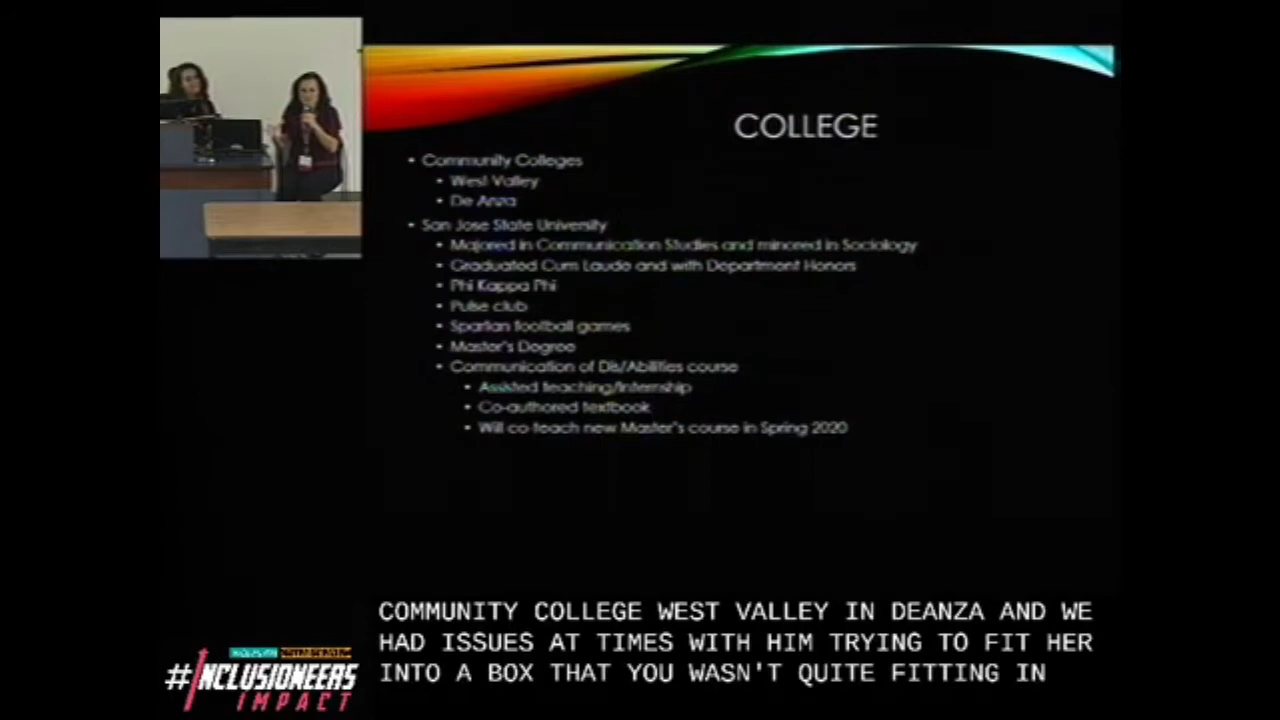 COLLEGE
• Community Colleges
• West Valley
• De Anza
• San Jose State University
• Majored in Communication Studies and minored in Sociology
• Graduated Cum Laude and with Department Honors
• Phi Kappa Phi
• Pulse club
• Spartan football games
• Master's Degree
• Communication of Dis/Abilities course
• Assisted teaching/Internship
• Co-authored textbook
• Will co-teach new Master's course in Spring 2020
COMMUNITY COLLEGE WEST VALLEY IN DEANZA AND WE
HAD ISSUES AT TIMES WITH HIM TRYING TO FIT HER
INTO A BOX THAT YOU WASN'T QUITE FITTING IN
#INCLUSIONEERS
IMPACT